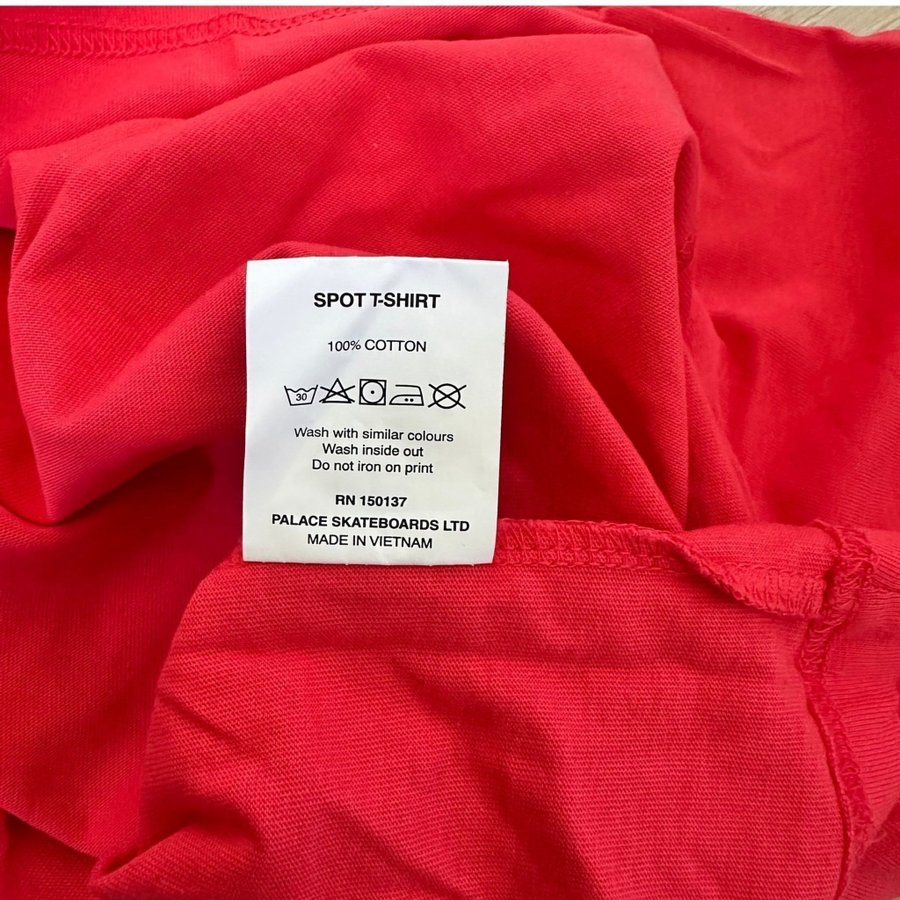 SPOT T-SHIRT
100% COTTON
30
Wash with similar colours
Wash inside out
Do not iron on print
RN 150137
PALACE SKATEBOARDS LTD
MADE IN VIETNAM